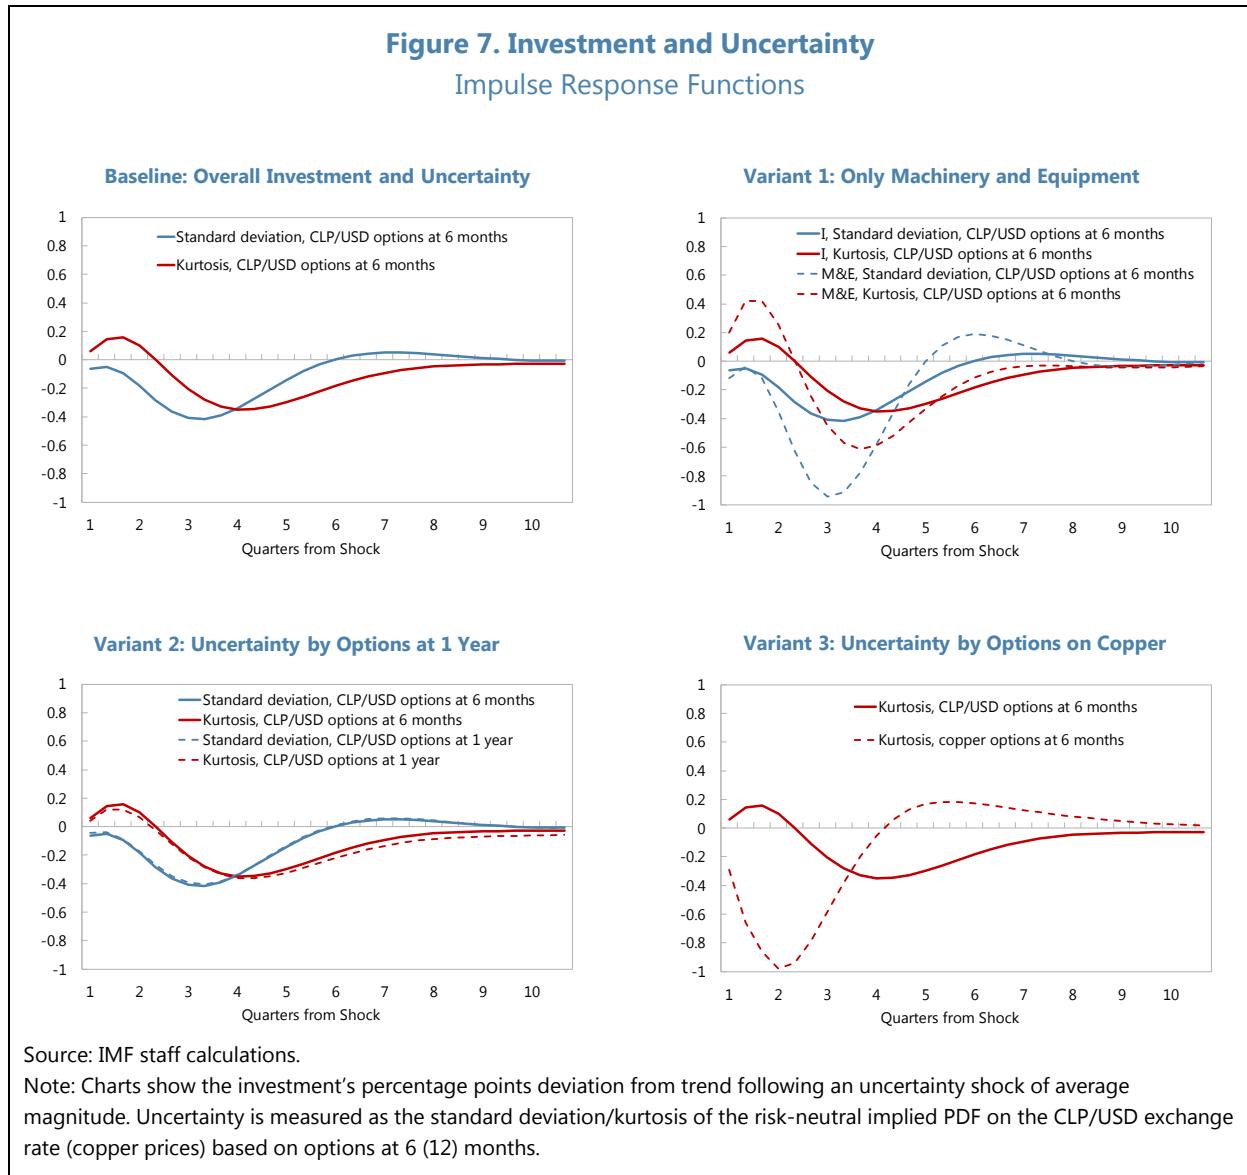 Figure 7. Investment and Uncertainty
Impulse Response Functions
Baseline: Overall Investment and Uncertainty
1
0.8
0.6
0.4
0.2
0
-0.2
-0.4
-0.6
-0.8
-1
Standard deviation, CLP/USD options at 6 months
Kurtosis, CLP/USD options at 6 months
1 2 3 4 5 6 7 8 9 10
Quarters from Shock
Variant 1: Only Machinery and Equipment
1
0.8
0.6
0.4
0.2
0
-0.2
-0.4
-0.6
-0.8
-1
I, Standard deviation, CLP/USD options at 6 months
I, Kurtosis, CLP/USD options at 6 months
M&E, Standard deviation, CLP/USD options at 6 months
M&E, Kurtosis, CLP/USD options at 6 months
1 2 3 4 5 6 7 8 9 10
Quarters from Shock
Variant 2: Uncertainty by Options at 1 Year
1
0.8
0.6
0.4
0.2
0
-0.2
-0.4
-0.6
-0.8
-1
Standard deviation, CLP/USD options at 6 months
Kurtosis, CLP/USD options at 6 months
Standard deviation, CLP/USD options at 1 year
Kurtosis, CLP/USD options at 1 year
1 2 3 4 5 6 7 8 9 10
Quarters from Shock
Variant 3: Uncertainty by Options on Copper
1
0.8
0.6
0.4
0.2
0
-0.2
-0.4
-0.6
-0.8
-1
Kurtosis, CLP/USD options at 6 months
Kurtosis, copper options at 6 months
1 2 3 4 5 6 7 8 9 10
Quarters from Shock
Source: IMF staff calculations.
Note: Charts show the investment's percentage points deviation from trend following an uncertainty shock of average
magnitude. Uncertainty is measured as the standard deviation/kurtosis of the risk-neutral implied PDF on the CLP/USD exchange
rate (copper prices) based on options at 6 (12) months.